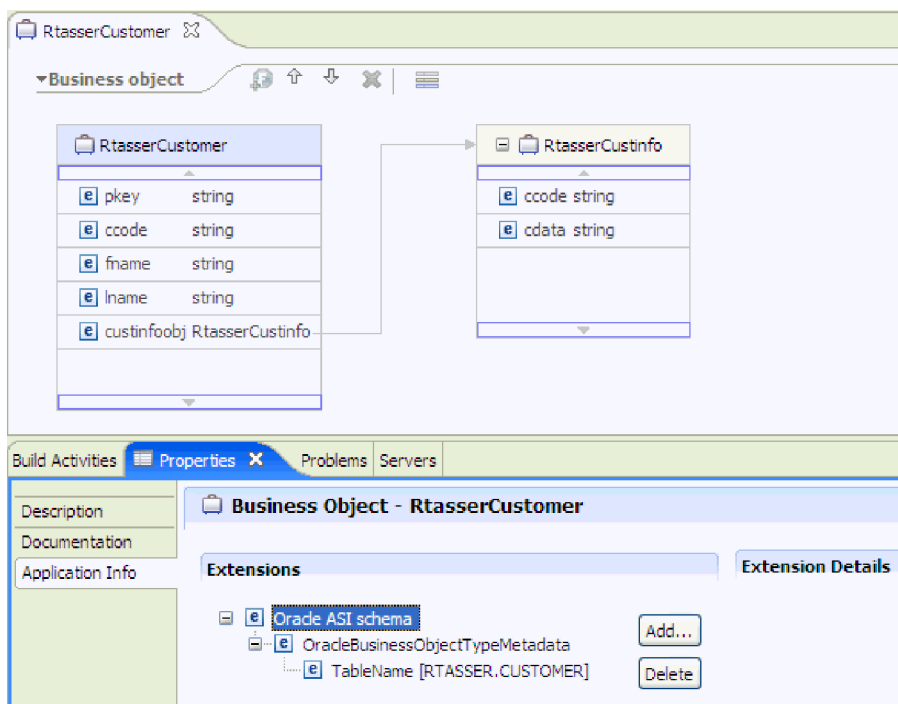 RtasserCustomer
Business object
RtasserCustomer
pkey string
ccode string
fname string
lname string
custinfoobj RtasserCustinfo
RtasserCustinfo
ccode string
cdata string
Build Activities Properties Problems Servers
Description
Documentation
Application Info
Business Object - RtasserCustomer
Extensions
Extension Details
Oracle ASI schema
OracleBusinessObjectTypeMetadata
TableName [RTASSER.CUSTOMER]
Add...
Delete